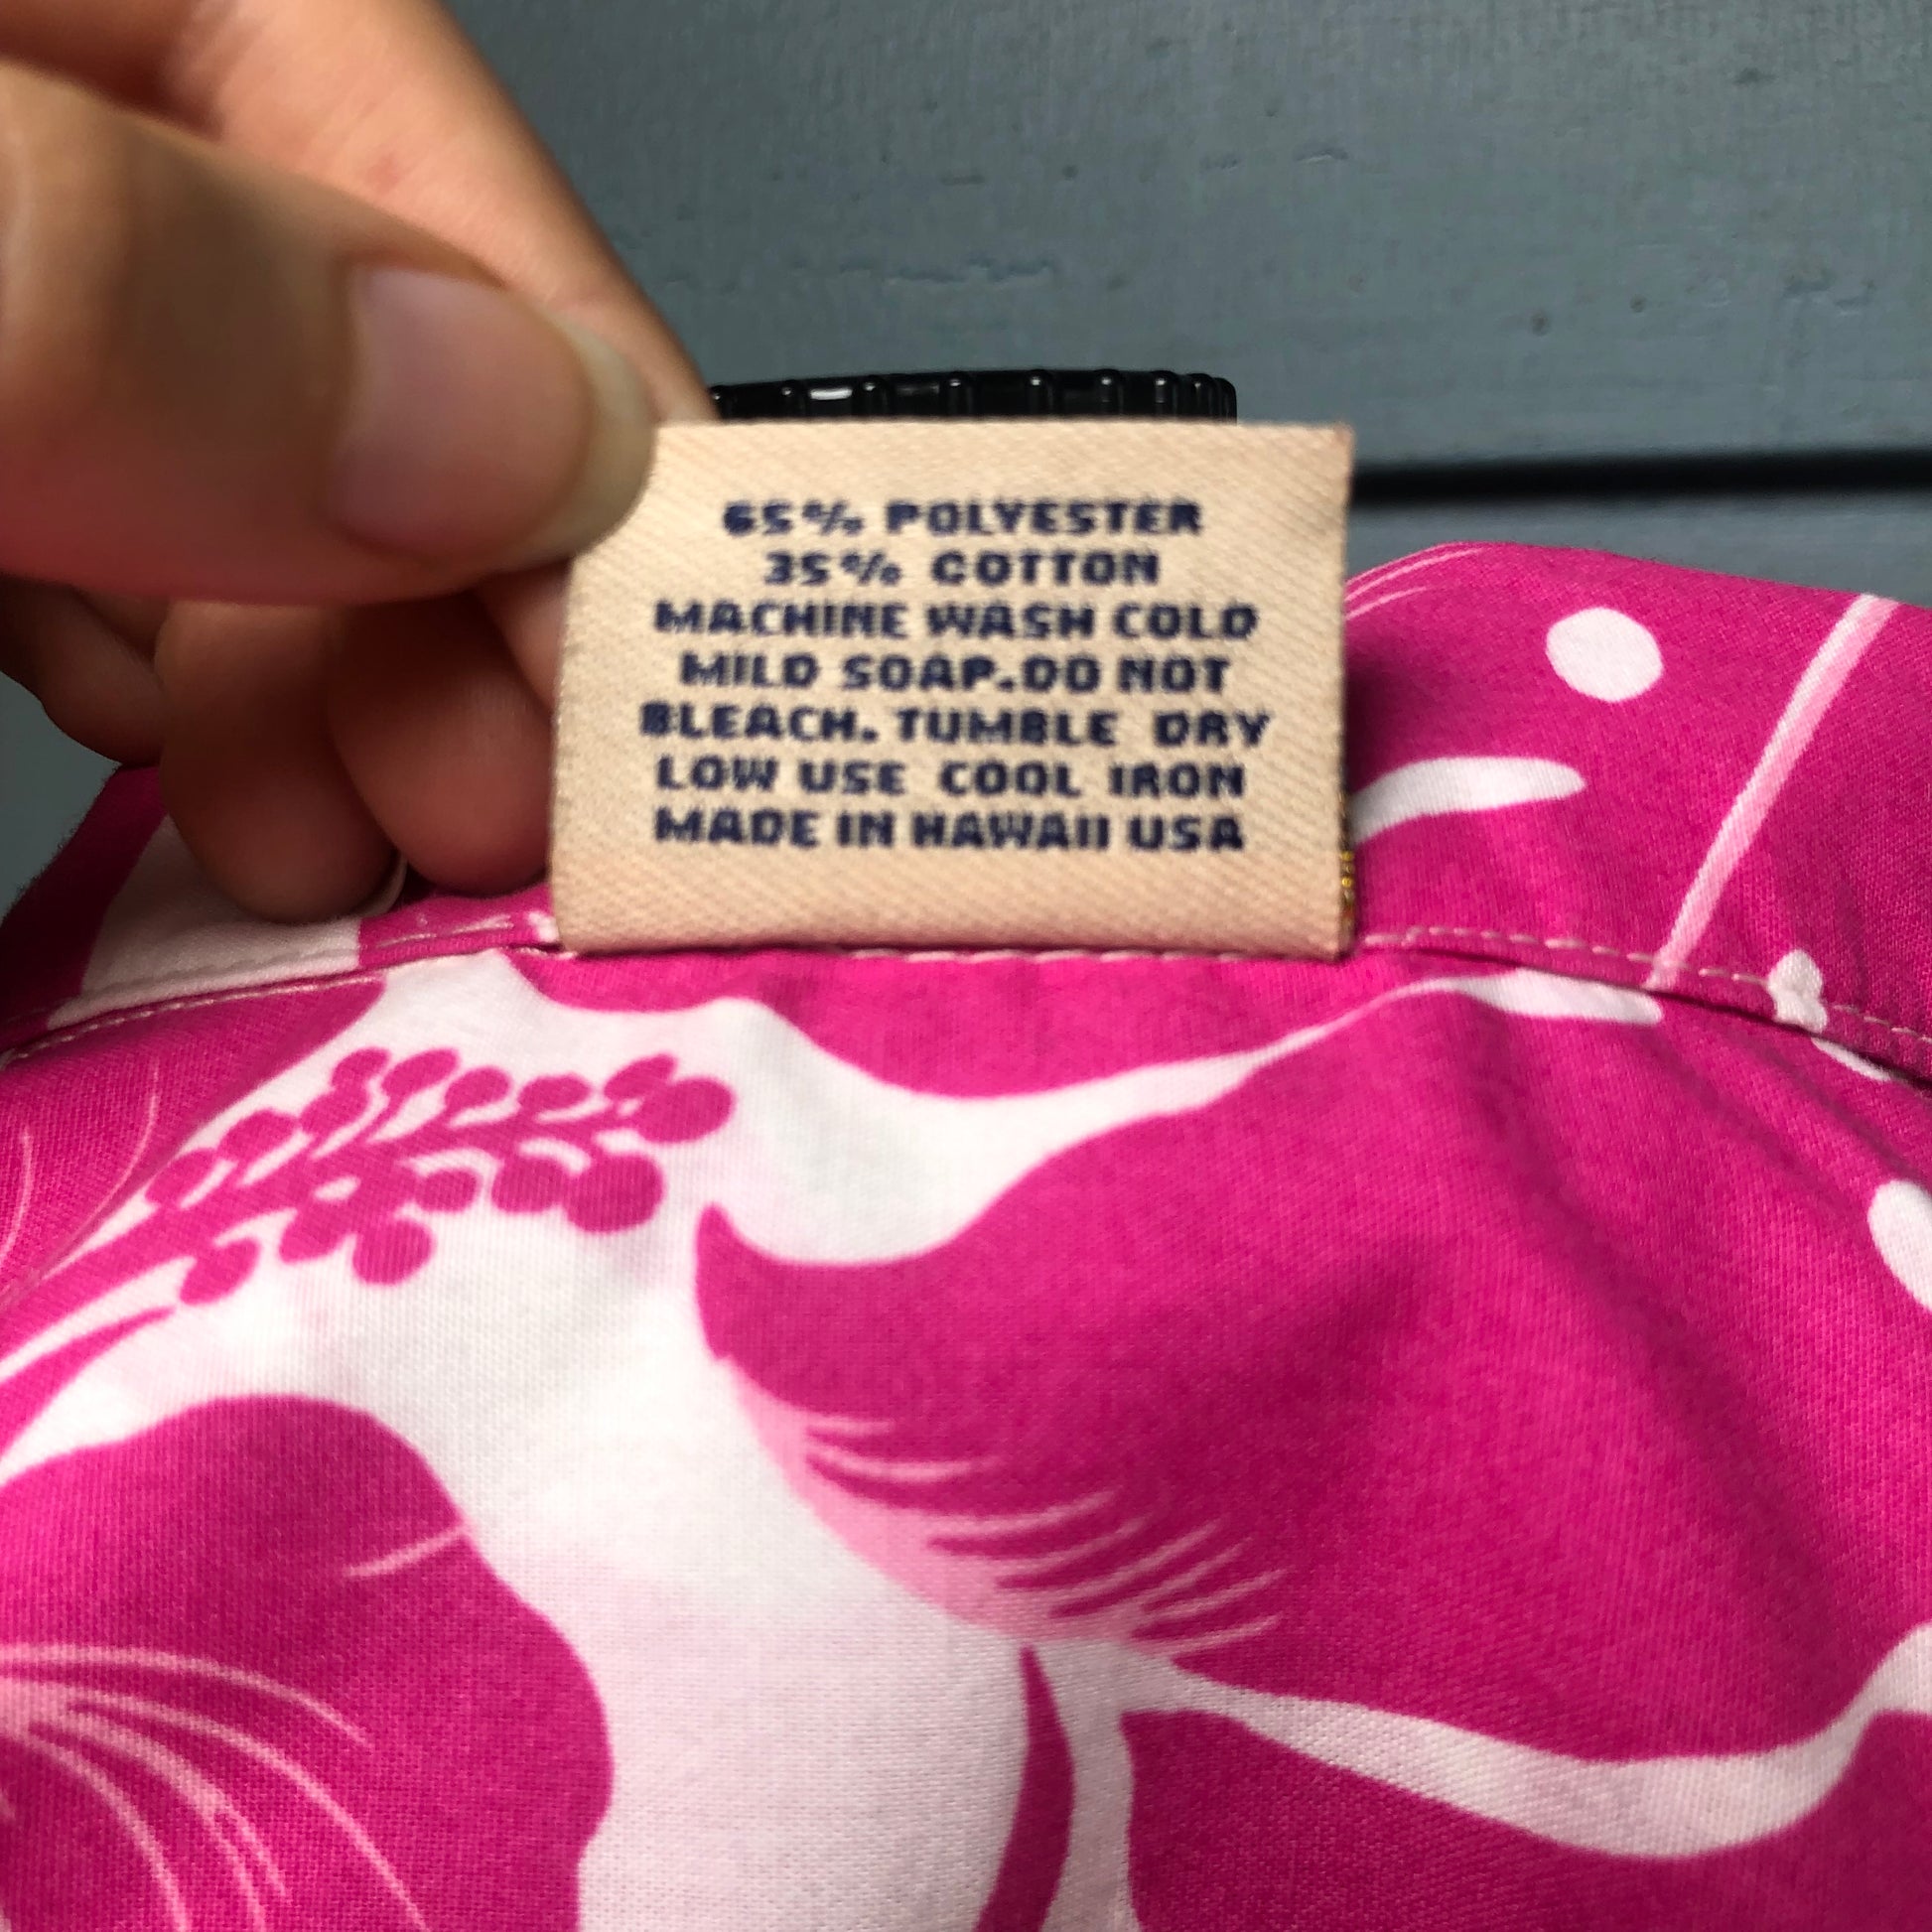 65% POLYESTER
35% COTTON
MACHINE WASH COLD
MILD SOAP.DO NOT
BLEACH. TUMBLE DRY
LOW USE COOL IRON
MADE IN HAWAII USA